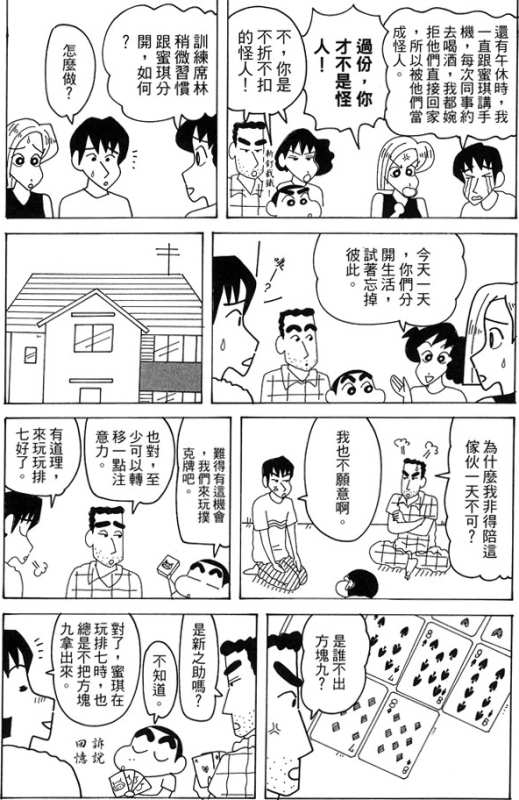 還有午休時，我
一直跟蜜琪講手
機，每次同事約
去喝酒，我都婉
拒他們直接回家
，所以被他們當
成怪人。
過份，你
才不是怪
人！
不，你是
不折不扣
的怪人！
斬釘截鐵！
訓練席林
稍微習慣
跟蜜琪分
開，如何
？
怎麼做？
今天一天
，你們分
開生活，
試著忘掉
彼此。
？
為什麼我非得陪這
傢伙一天不可？
我也不願意啊。
難得有這機會
，我們來玩撲
克牌吧。
也對，至
少可以轉
移一點注
意力。
有道理，
來玩玩排
七好了。
是誰不出
方塊九？
是新之助嗎？
不知道。
對了，蜜琪在
玩排七時，也
總是不把方塊
九拿出來。
訴說
回憶